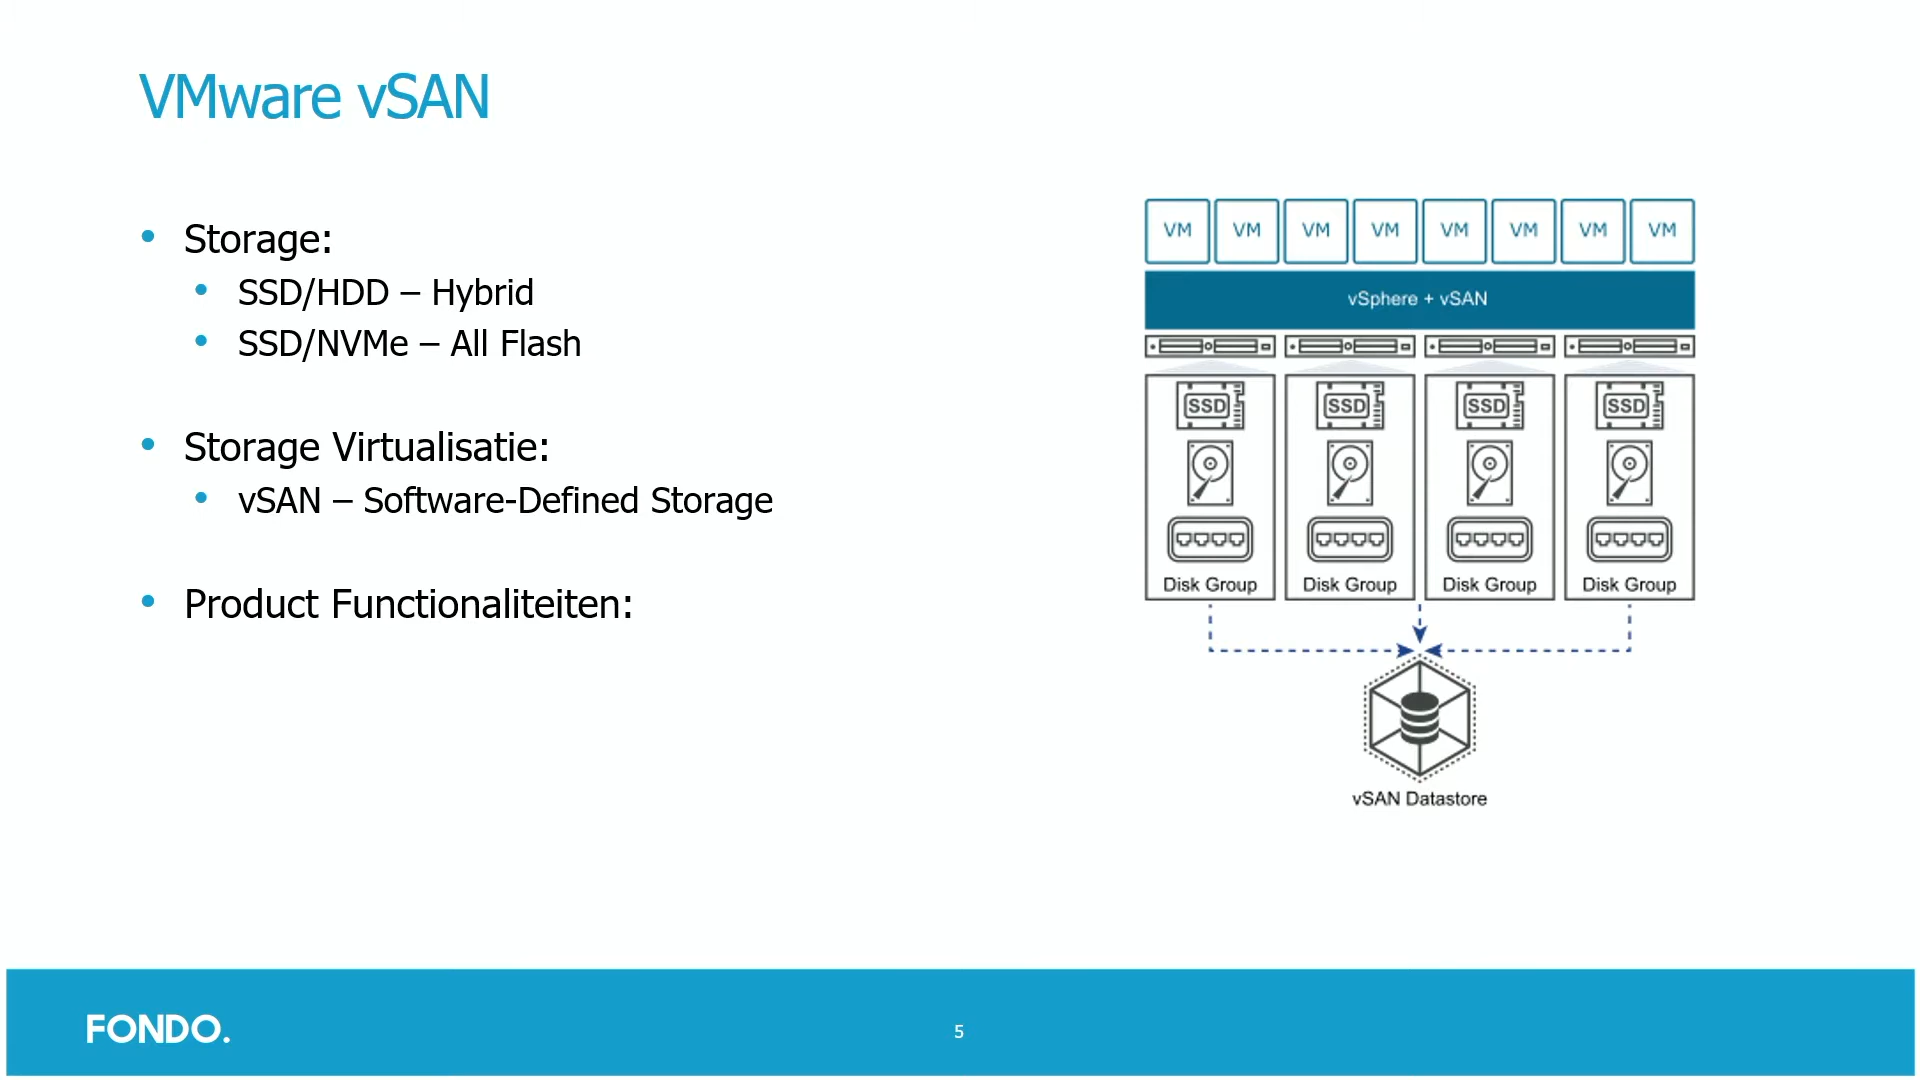 VMware vSAN
• Storage:
• SSD/HDD – Hybrid
• SSD/NVMe – All Flash
• Storage Virtualisatie:
• vSAN – Software-Defined Storage
• Product Functionaliteiten:
VM VM VM VM VM VM VM VM
vSphere + vSAN
SSD SSD SSD SSD
Disk Group Disk Group Disk Group Disk Group
vSAN Datastore
FONDO.
5